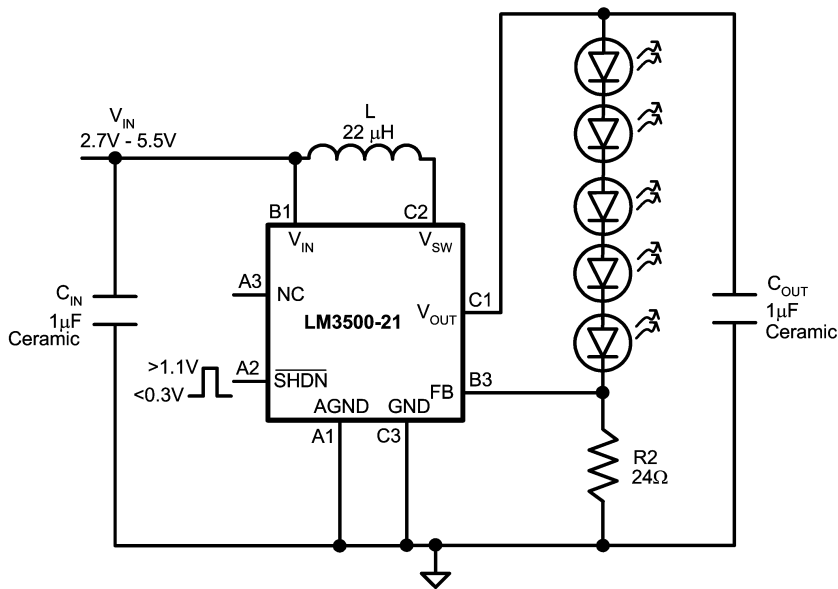 L
22 μH
V_IN
2.7V - 5.5V
B1
C2
V_IN
V_SW
A3
NC
C1
V_OUT
LM3500-21
C_IN
1μF
Ceramic
C_OUT
1μF
Ceramic
>1.1V
<0.3V
A2
SHDN
FB
B3
AGND
GND
A1
C3
R2
24Ω